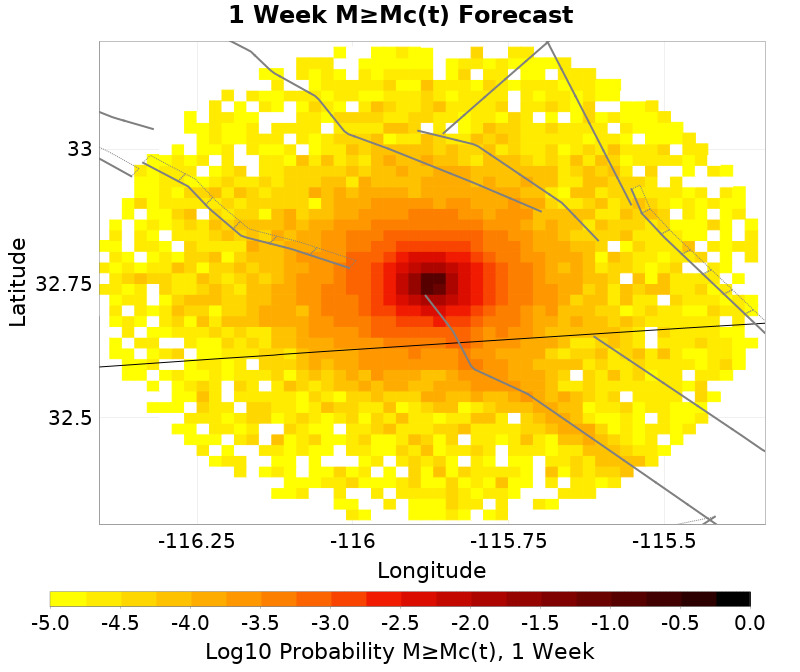 1 Week M≥Mc(t) Forecast
33
32.75
32.5
Latitude
-116.25 -116 -115.75 -115.5
Longitude
-5.0 -4.5 -4.0 -3.5 -3.0 -2.5 -2.0 -1.5 -1.0 -0.5 0.0
Log10 Probability M≥Mc(t), 1 Week